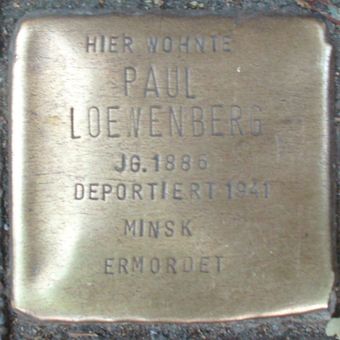 HIER WOHNTE
PAUL
LOEWENBERG
JG. 1886
DEPORTIERT 1941
MINSK
ERMORDET